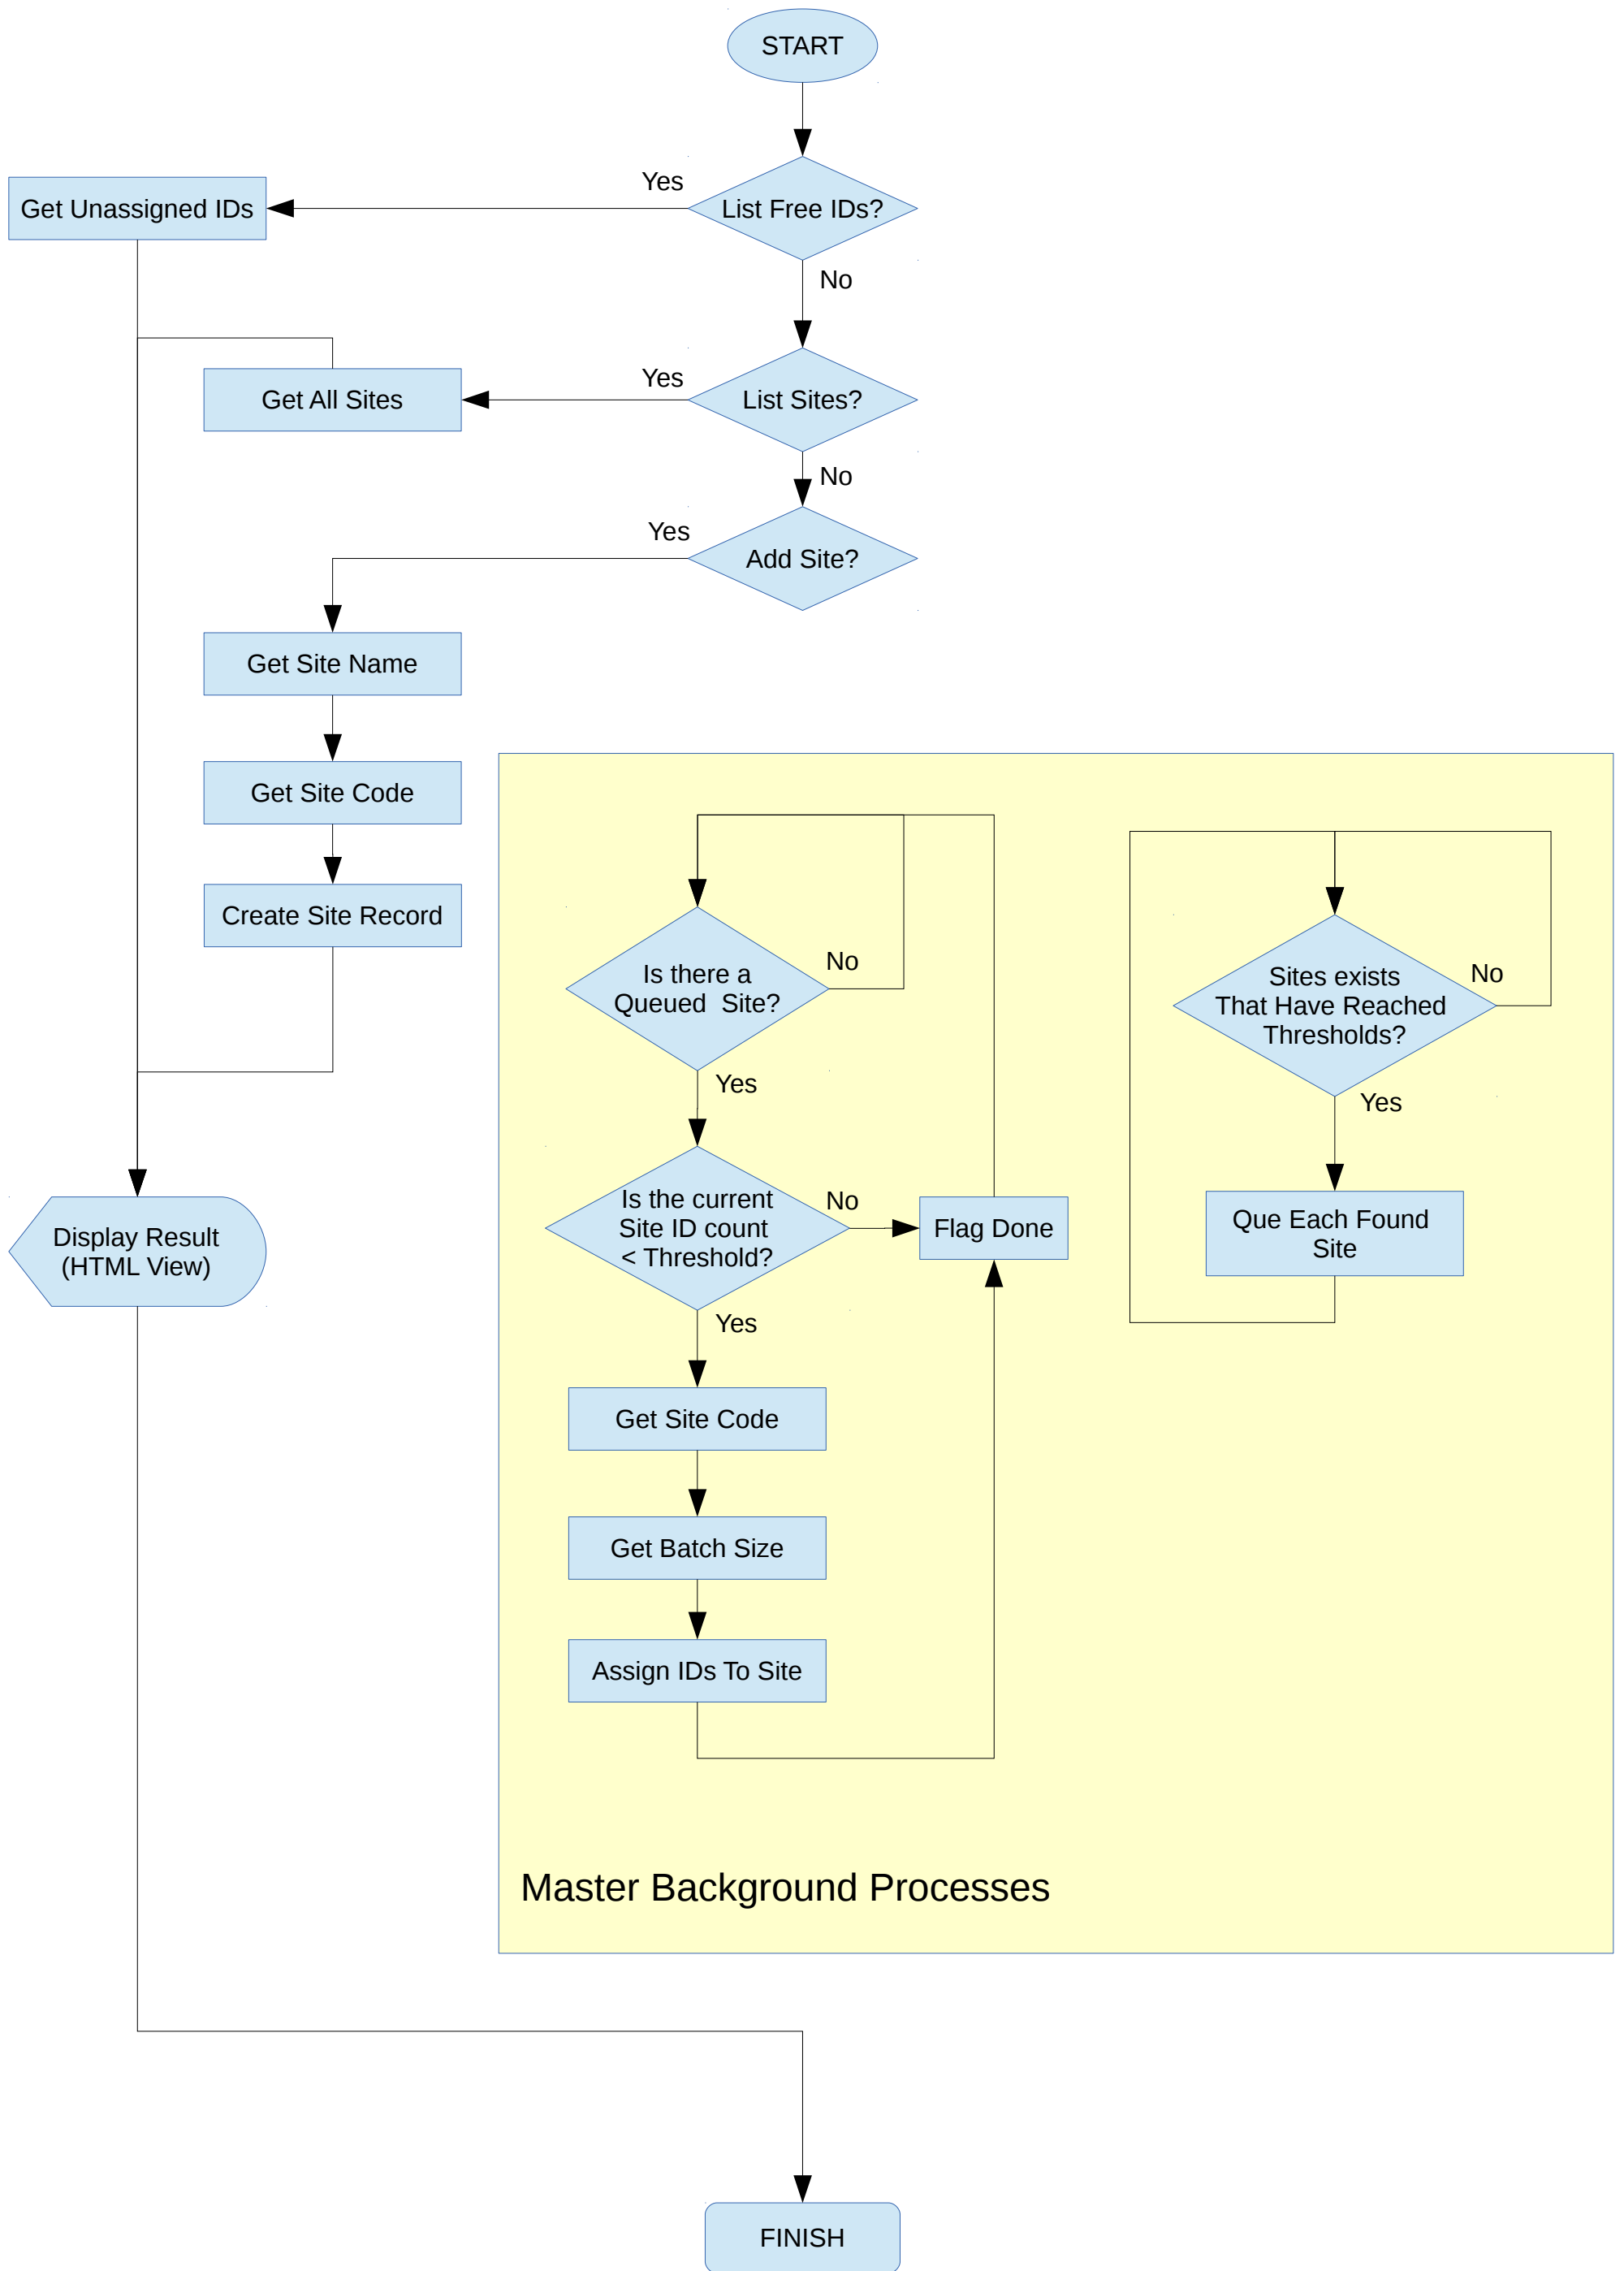 START
Yes
Get Unassigned IDs
List Free IDs?
No
Yes
Get All Sites
List Sites?
No
Yes
Add Site?
Get Site Name
Get Site Code
Create Site Record
Is there a
Queued  Site?
No
Yes
Is the current
Site ID count
< Threshold?
No
Flag Done
Yes
Get Site Code
Get Batch Size
Assign IDs To Site
Sites exists
That Have Reached
Thresholds?
No
Yes
Que Each Found
Site
Master Background Processes
Display Result
(HTML View)
FINISH